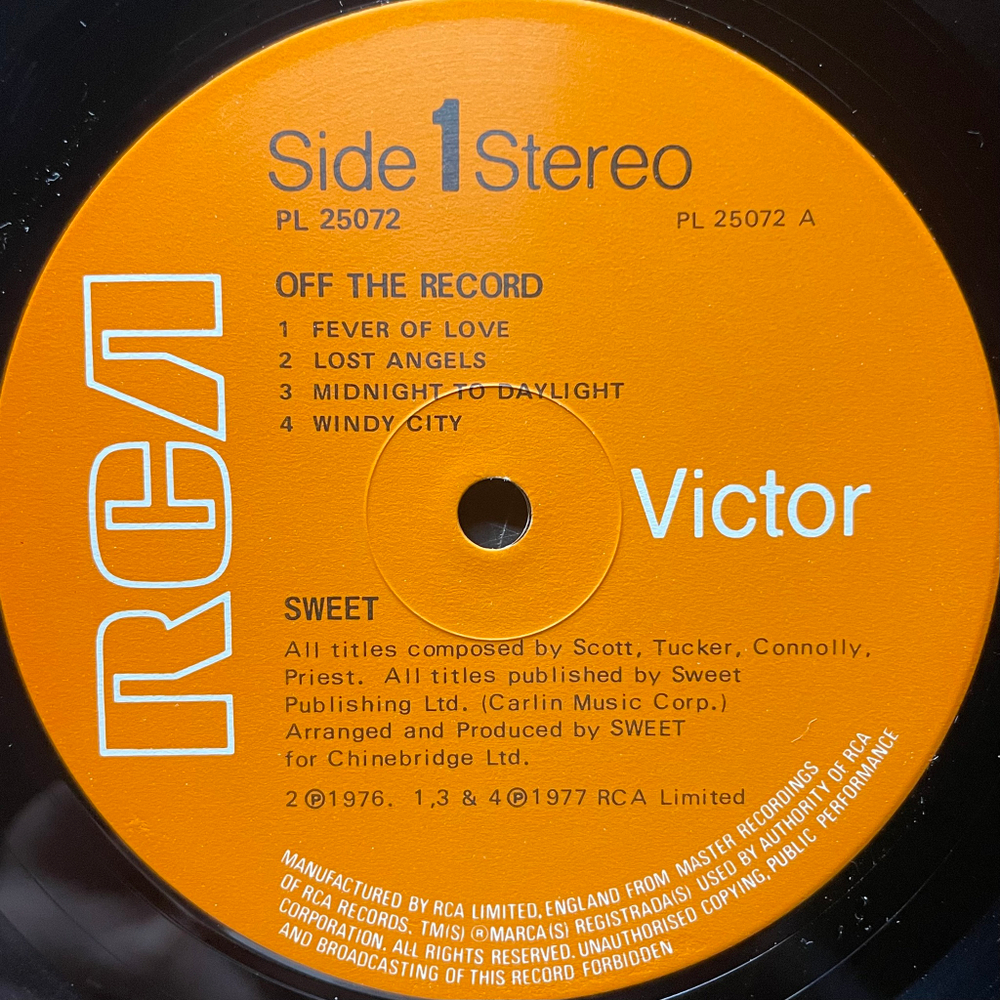 Side 1 Stereo
PL 25072 PL 25072 A
OFF THE RECORD
1 FEVER OF LOVE
2 LOST ANGELS
3 MIDNIGHT TO DAYLIGHT
4 WINDY CITY
RCA
Victor
SWEET
All titles composed by Scott, Tucker, Connolly,
Priest. All titles published by Sweet
Publishing Ltd. (Carlin Music Corp.)
Arranged and Produced by SWEET
for Chinebridge Ltd.
2 ℗ 1976. 1,3 & 4 ℗ 1977 RCA Limited
MANUFACTURED BY RCA LIMITED, ENGLAND FROM MASTER RECORDINGS
OF RCA RECORDS. TM(S) ® MARCA(S) REGISTRADA(S) USED BY AUTHORITY OF RCA
CORPORATION. ALL RIGHTS RESERVED. UNAUTHORISED COPYING, PUBLIC PERFORMANCE
AND BROADCASTING OF THIS RECORD FORBIDDEN